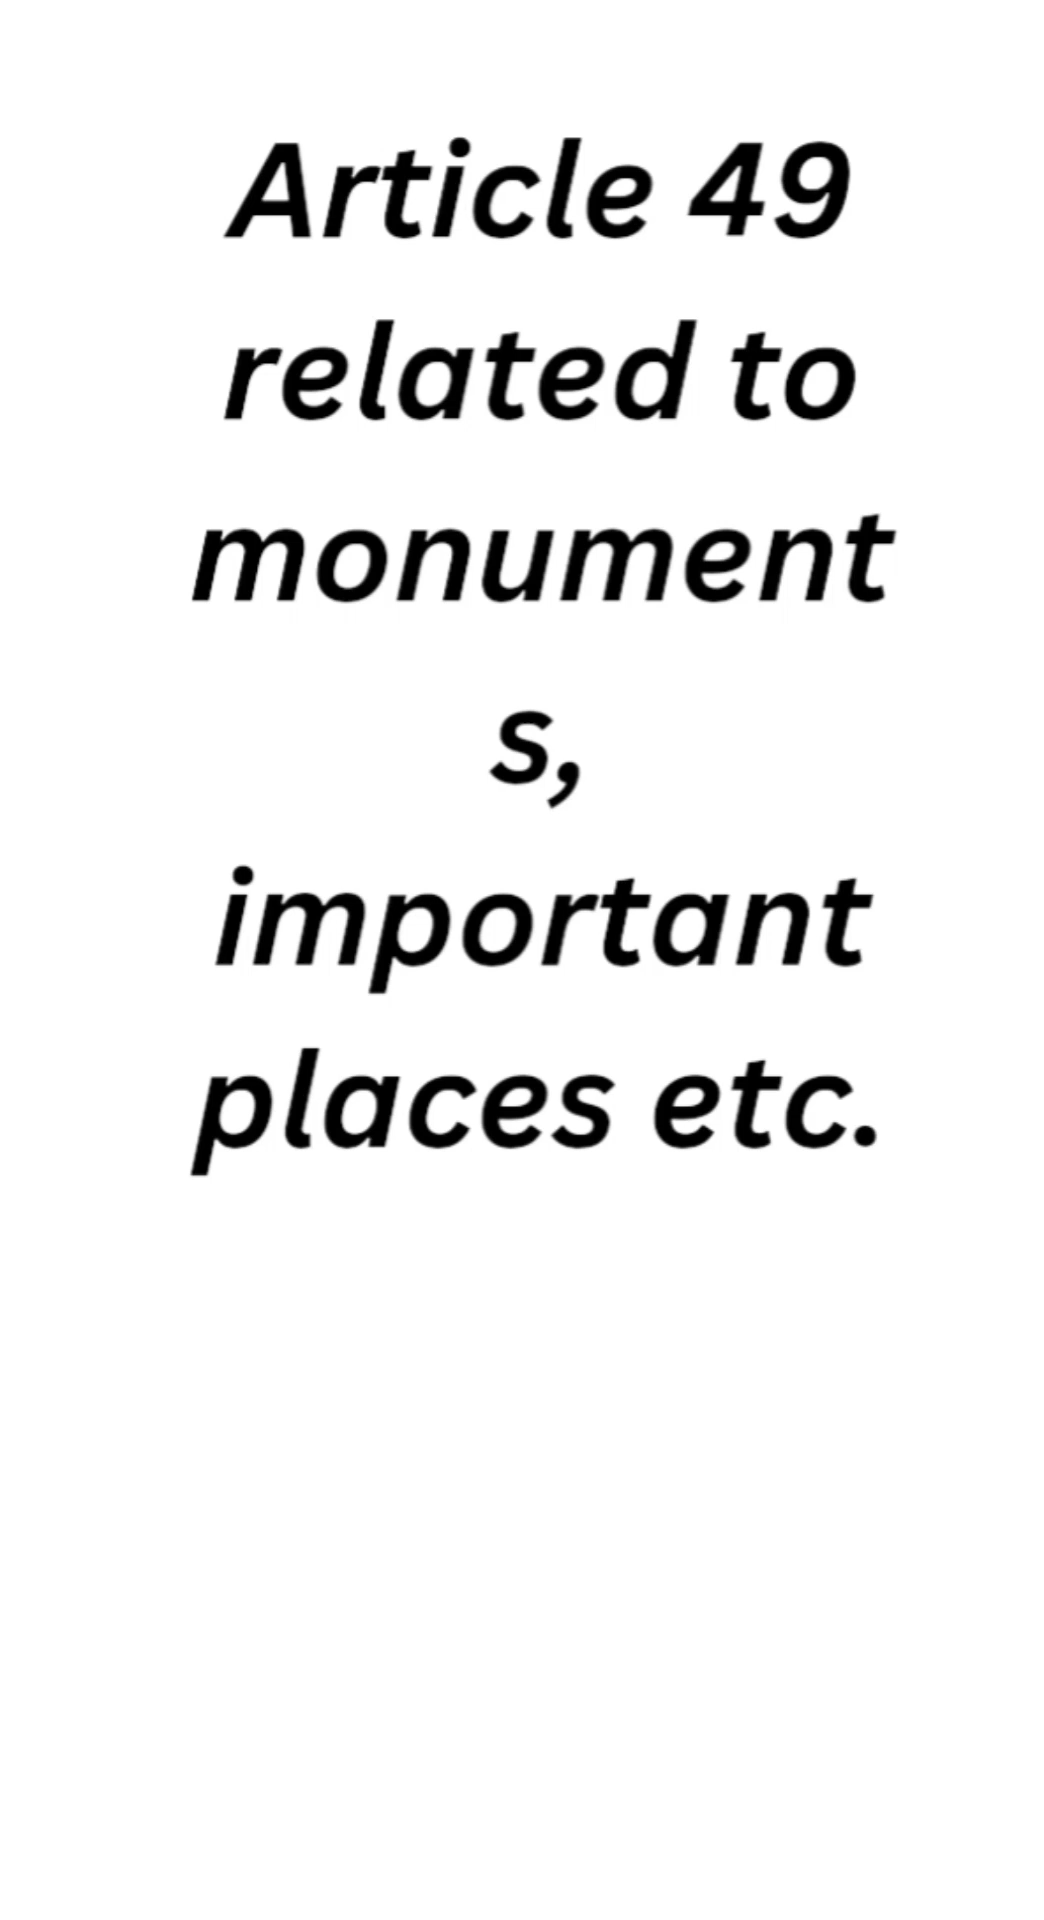 Article 49
related to
monument
s,
important
places etc.